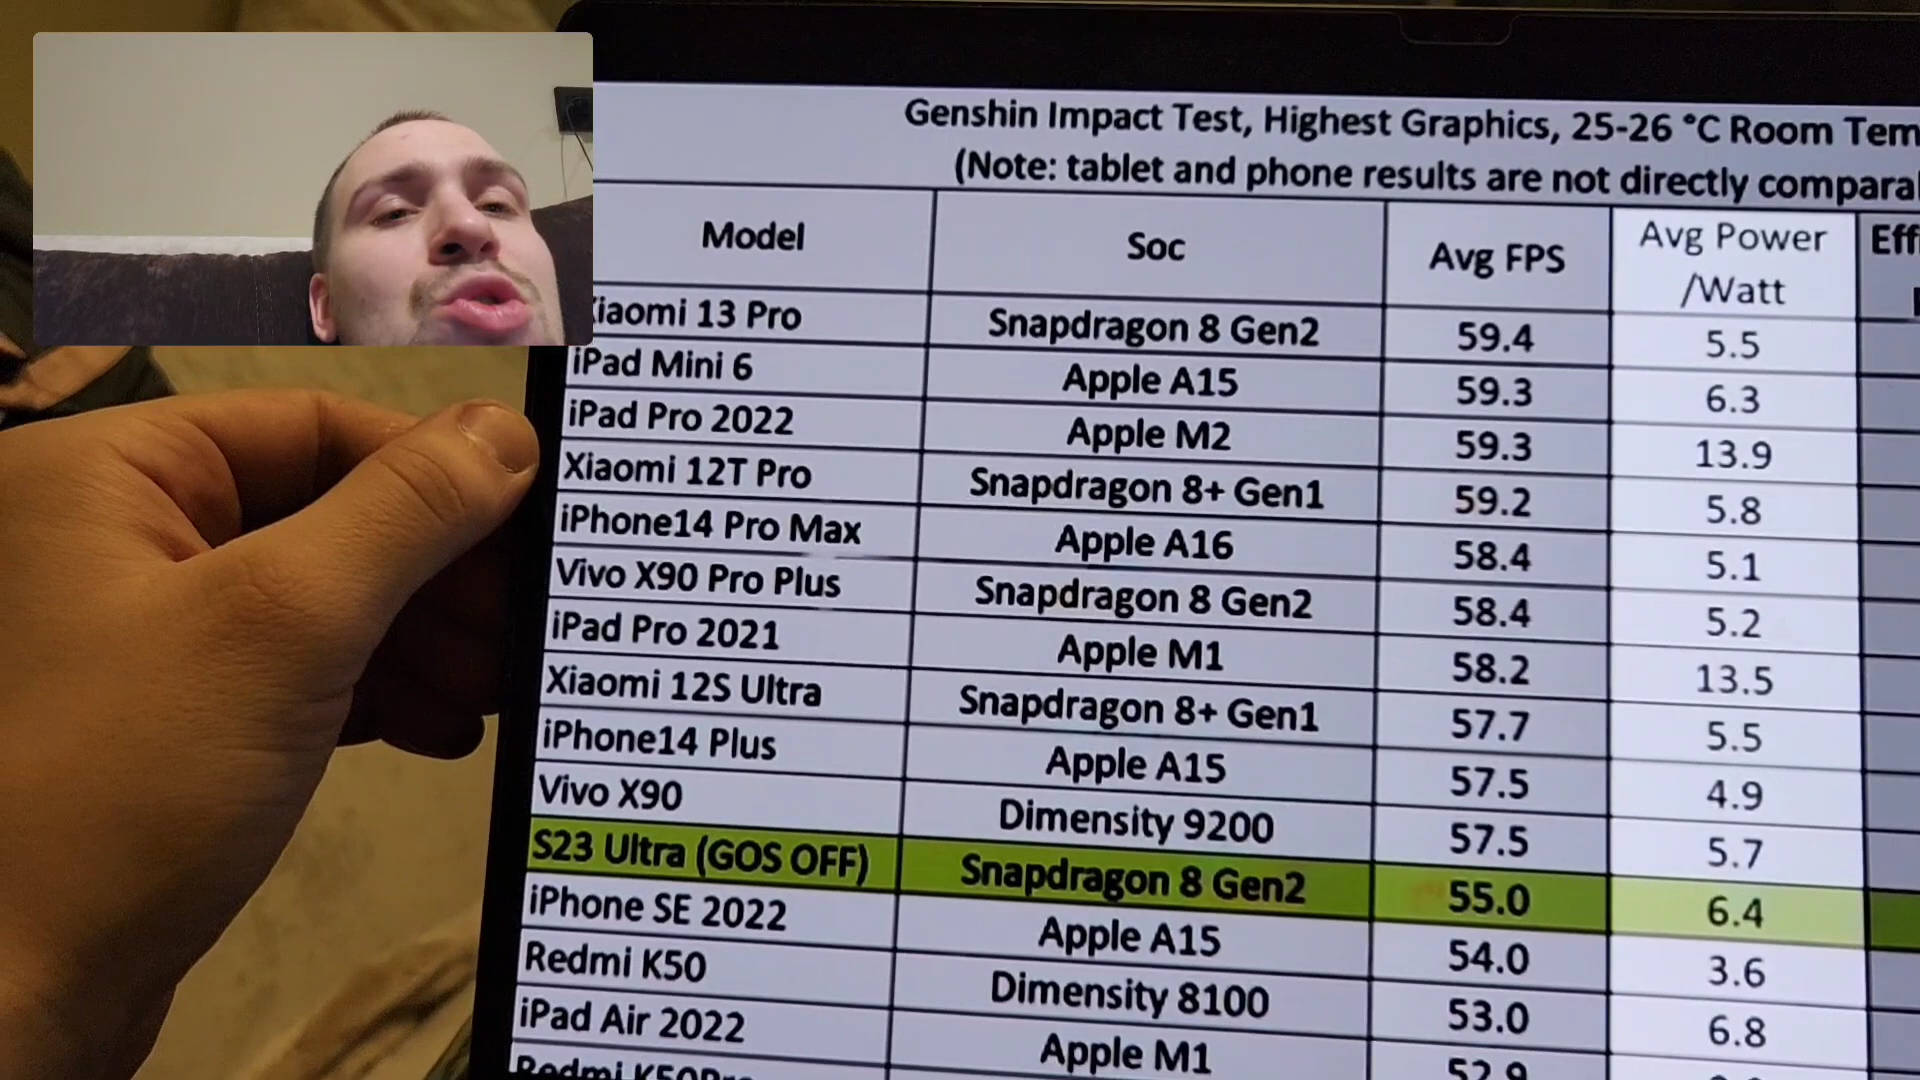 Genshin Impact Test, Highest Graphics, 25-26 °C Room Tem
(Note: tablet and phone results are not directly compara
Model Soc Avg FPS Avg Power /Watt Eff
iaomi 13 Pro Snapdragon 8 Gen2 59.4 5.5
iPad Mini 6 Apple A15 59.3 6.3
iPad Pro 2022 Apple M2 59.3 13.9
Xiaomi 12T Pro Snapdragon 8+ Gen1 59.2 5.8
iPhone14 Pro Max Apple A16 58.4 5.1
Vivo X90 Pro Plus Snapdragon 8 Gen2 58.4 5.2
iPad Pro 2021 Apple M1 58.2 13.5
Xiaomi 12S Ultra Snapdragon 8+ Gen1 57.7 5.5
iPhone14 Plus Apple A15 57.5 4.9
Vivo X90 Dimensity 9200 57.5 5.7
S23 Ultra (GOS OFF) Snapdragon 8 Gen2 55.0 6.4
iPhone SE 2022 Apple A15 54.0 3.6
Redmi K50 Dimensity 8100 53.0 6.8
iPad Air 2022 Apple M1 52.9